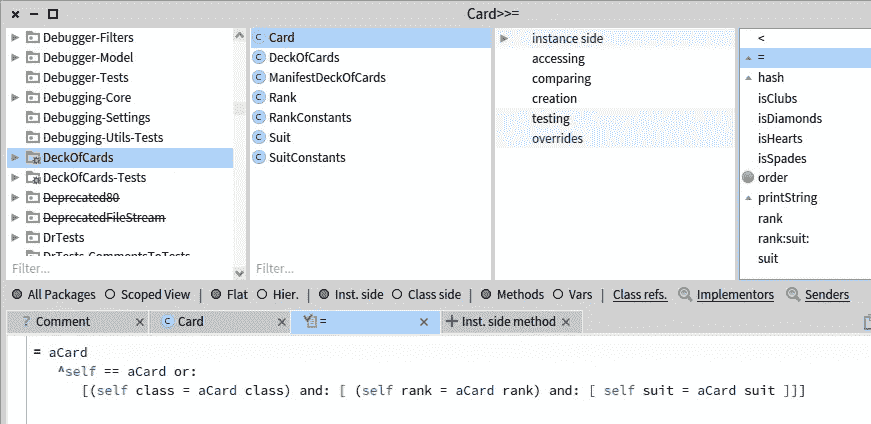 Card>>=
Debugger-Filters
Debugger-Model
Debugger-Tests
Debugging-Core
Debugging-Settings
Debugging-Utils-Tests
DeckOfCards
DeckOfCards-Tests
Deprecated80
DeprecatedFileStream
DrTests
DrTests-CommentsToTests
Filter...
Card
DeckOfCards
ManifestDeckOfCards
Rank
RankConstants
Suit
SuitConstants
Filter...
instance side
accessing
comparing
creation
testing
overrides
<
=
hash
isClubs
isDiamonds
isHearts
isSpades
order
printString
rank
rank:suit:
suit
All Packages Scoped View | Flat Hier. | Inst. side Class side | Methods Vars | Class refs. Implementors Senders
? Comment × Card × = × + Inst. side method ×
= aCard
^self == aCard or:
[(self class = aCard class) and: [ (self rank = aCard rank) and: [ self suit = aCard suit ]]]